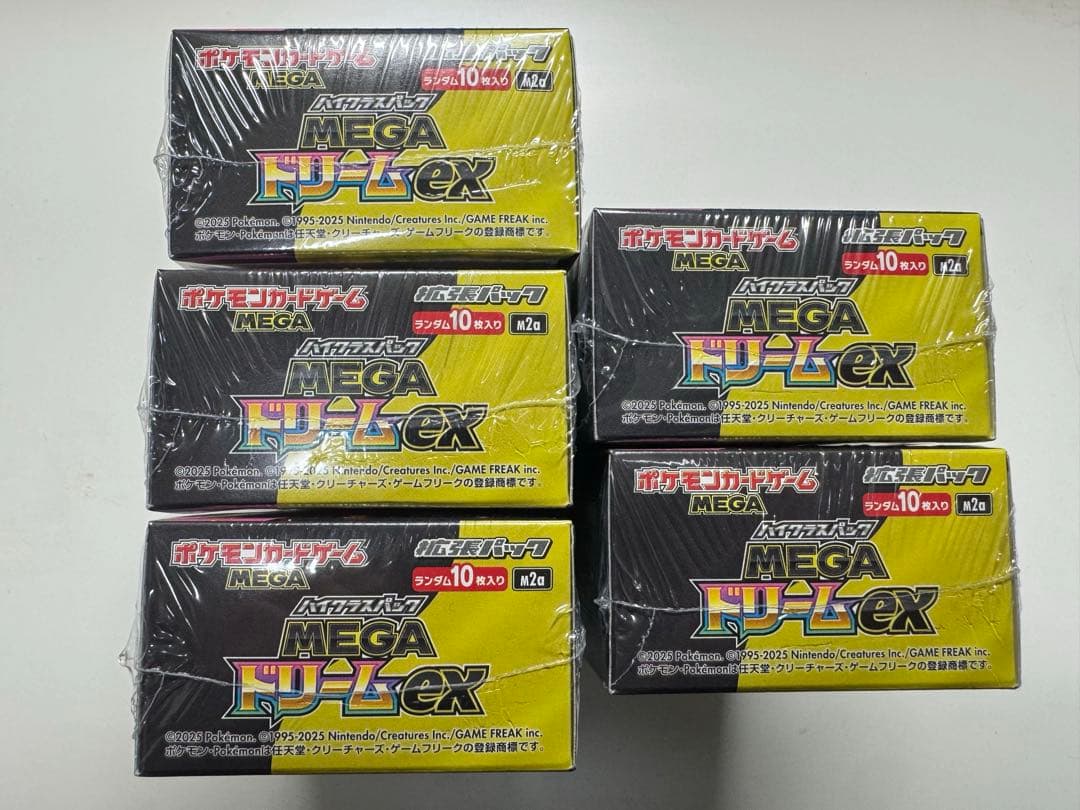 ポケモンカードゲーム 拡張パック
MEGA ランダム10枚入り M2a
ハイクラスパック
MEGA
ドリームex
©2025 Pokémon. ©1995-2025 Nintendo/Creatures Inc./GAME FREAK inc.
ポケモン・Pokémonは任天堂・クリーチャーズ・ゲームフリークの登録商標です。
ポケモンカードゲーム 拡張パック
MEGA ランダム10枚入り M2a
ハイクラスパック
MEGA
ドリームex
©2025 Pokémon. ©1995-2025 Nintendo/Creatures Inc./GAME FREAK inc.
ポケモン・Pokémonは任天堂・クリーチャーズ・ゲームフリークの登録商標です。
ポケモンカードゲーム 拡張パック
MEGA ランダム10枚入り M2a
ハイクラスパック
MEGA
ドリームex
©2025 Pokémon. ©1995-2025 Nintendo/Creatures Inc./GAME FREAK inc.
ポケモン・Pokémonは任天堂・クリーチャーズ・ゲームフリークの登録商標です。
ポケモンカードゲーム 拡張パック
MEGA ランダム10枚入り M2a
ハイクラスパック
MEGA
ドリームex
©2025 Pokémon. ©1995-2025 Nintendo/Creatures Inc./GAME FREAK inc.
ポケモン・Pokémonは任天堂・クリーチャーズ・ゲームフリークの登録商標です。
ポケモンカードゲーム 拡張パック
MEGA ランダム10枚入り M2a
ハイクラスパック
MEGA
ドリームex
©2025 Pokémon. ©1995-2025 Nintendo/Creatures Inc./GAME FREAK inc.
ポケモン・Pokémonは任天堂・クリーチャーズ・ゲームフリークの登録商標です。